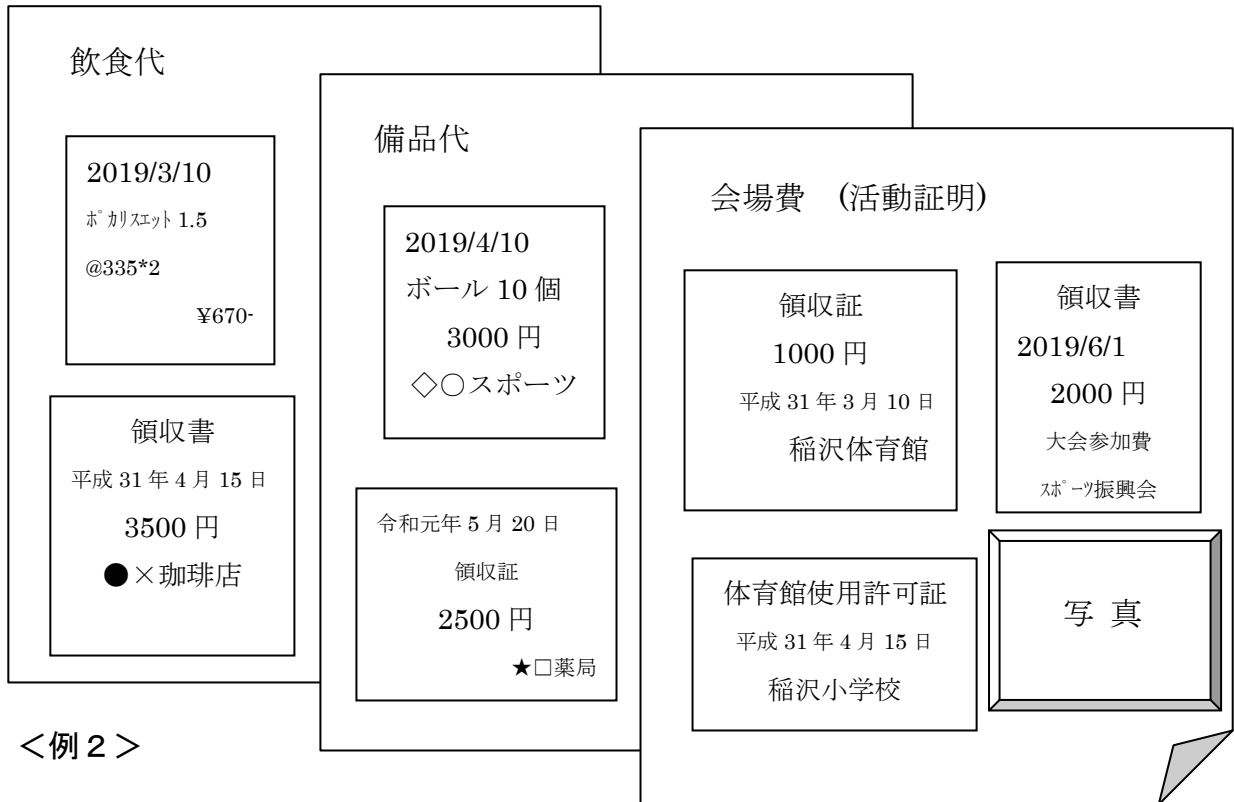 飲食代
2019/3/10
ﾎﾟｶﾘｽｴｯﾄ 1.5
@335*2
¥670-
領収書
平成 31 年 4 月 15 日
3500 円
●×珈琲店
備品代
2019/4/10
ボール 10 個
3000 円
◇○スポーツ
令和元年 5 月 20 日
領収証
2500 円
★□薬局
会場費 (活動証明)
領収証
1000 円
平成 31 年 3 月 10 日
稲沢体育館
領収書
2019/6/1
2000 円
大会参加費
ｽﾎﾟｰﾂ振興会
体育館使用許可証
平成 31 年 4 月 15 日
稲沢小学校
写 真
＜例２＞